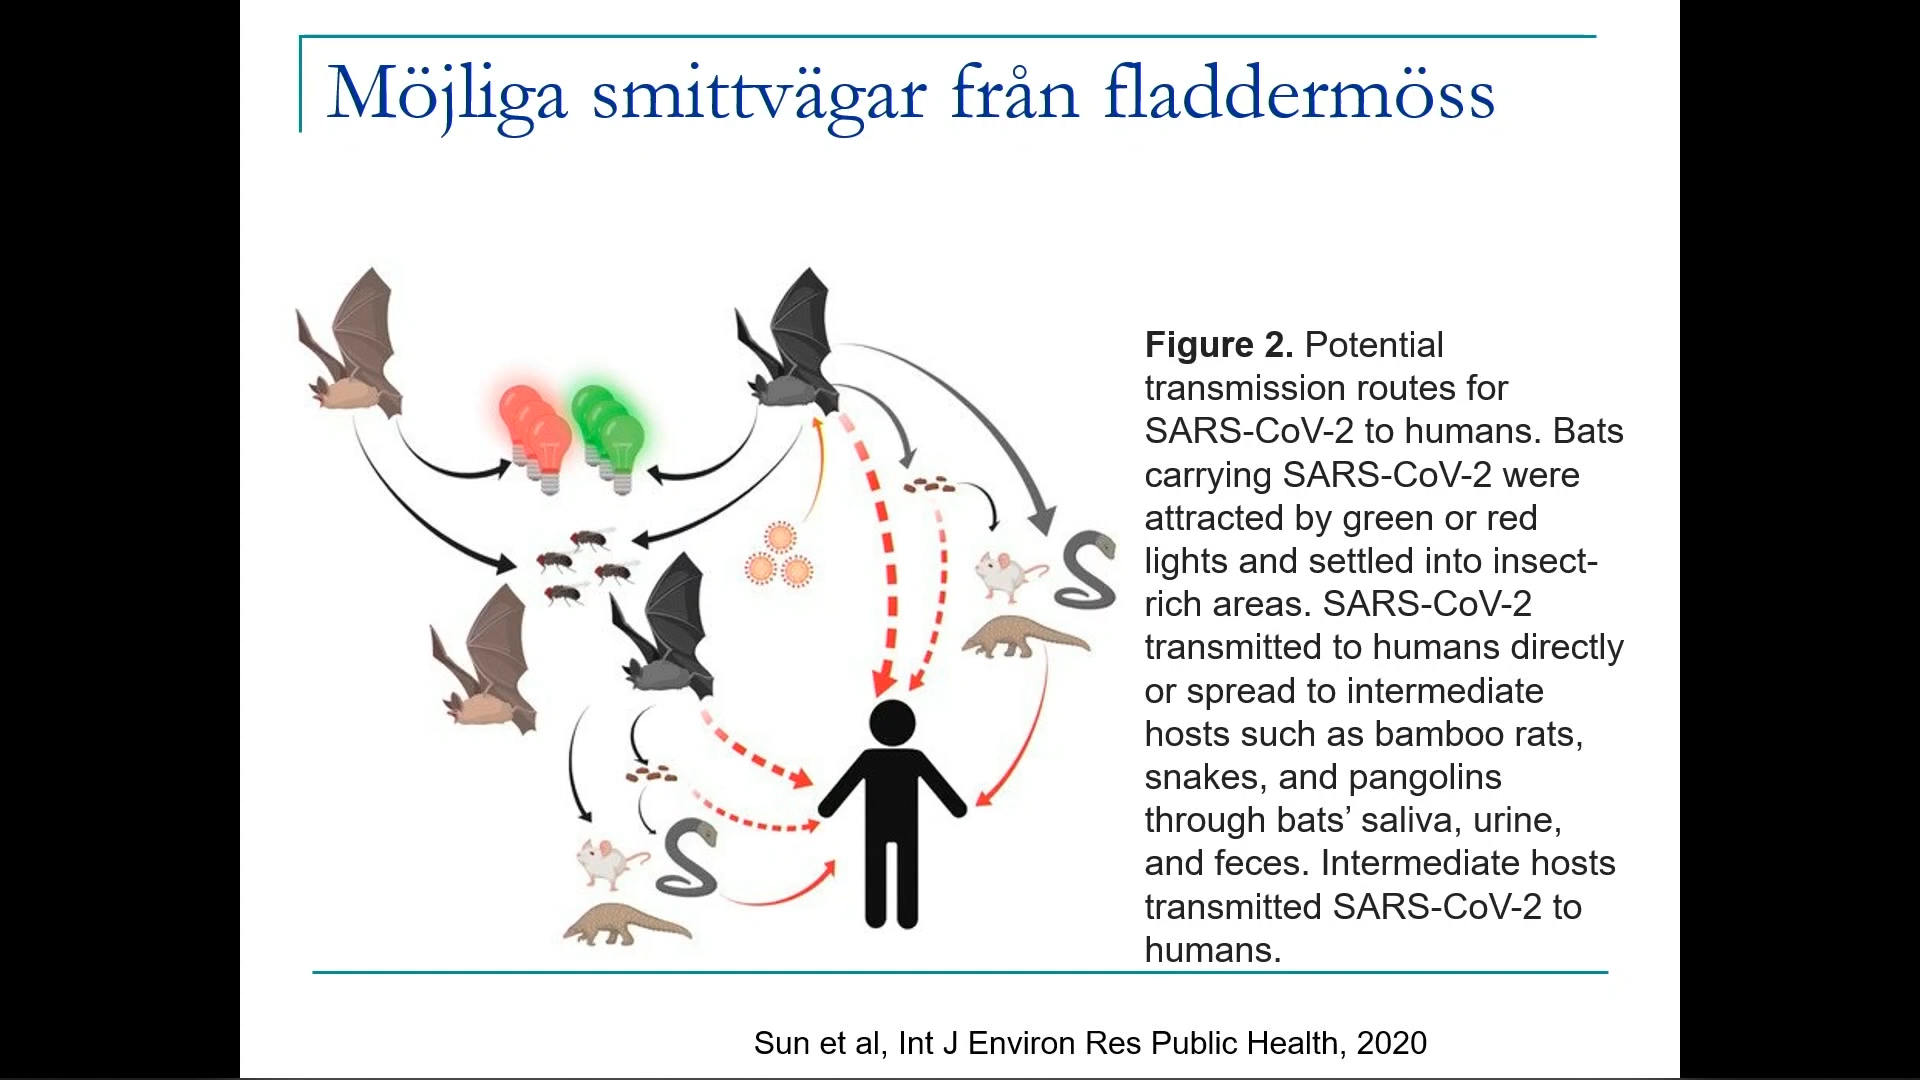 Möjliga smittvägar från fladdermöss
Figure 2. Potential
transmission routes for
SARS-CoV-2 to humans. Bats
carrying SARS-CoV-2 were
attracted by green or red
lights and settled into insect-
rich areas. SARS-CoV-2
transmitted to humans directly
or spread to intermediate
hosts such as bamboo rats,
snakes, and pangolins
through bats’ saliva, urine,
and feces. Intermediate hosts
transmitted SARS-CoV-2 to
humans.
Sun et al, Int J Environ Res Public Health, 2020